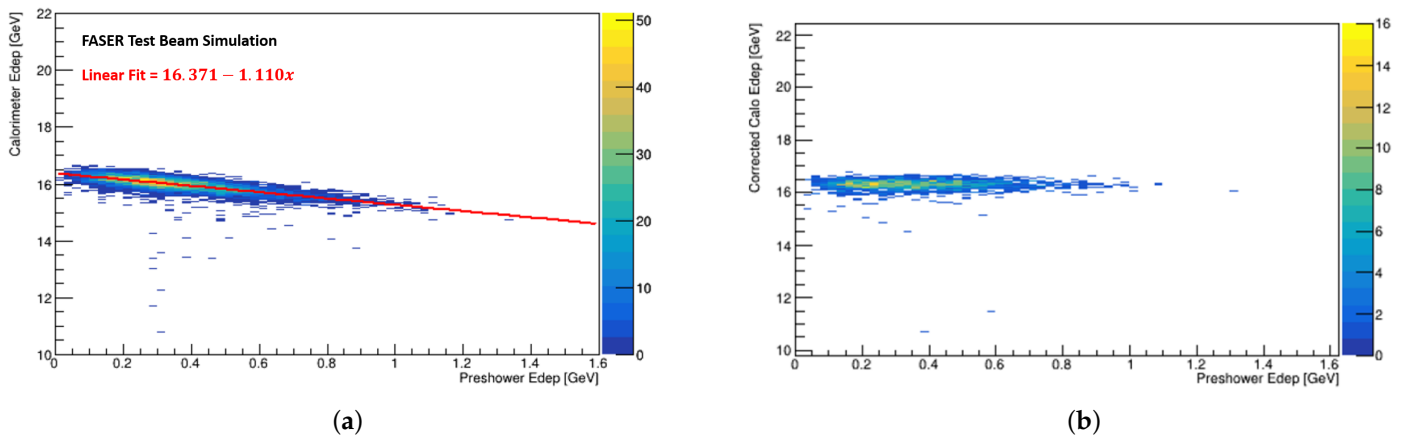 Calorimeter Edep [GeV]
22
20
18
16
14
12
10
FASER Test Beam Simulation
Linear Fit = 16.371 − 1.110x
0 0.2 0.4 0.6 0.8 1 1.2 1.4 1.6
Preshower Edep [GeV]
50
40
30
20
10
0
(a)
Corrected Calo Edep [GeV]
22
20
18
16
14
12
10
0 0.2 0.4 0.6 0.8 1 1.2 1.4 1.6
Preshower Edep [GeV]
16
14
12
10
8
6
4
2
0
(b)